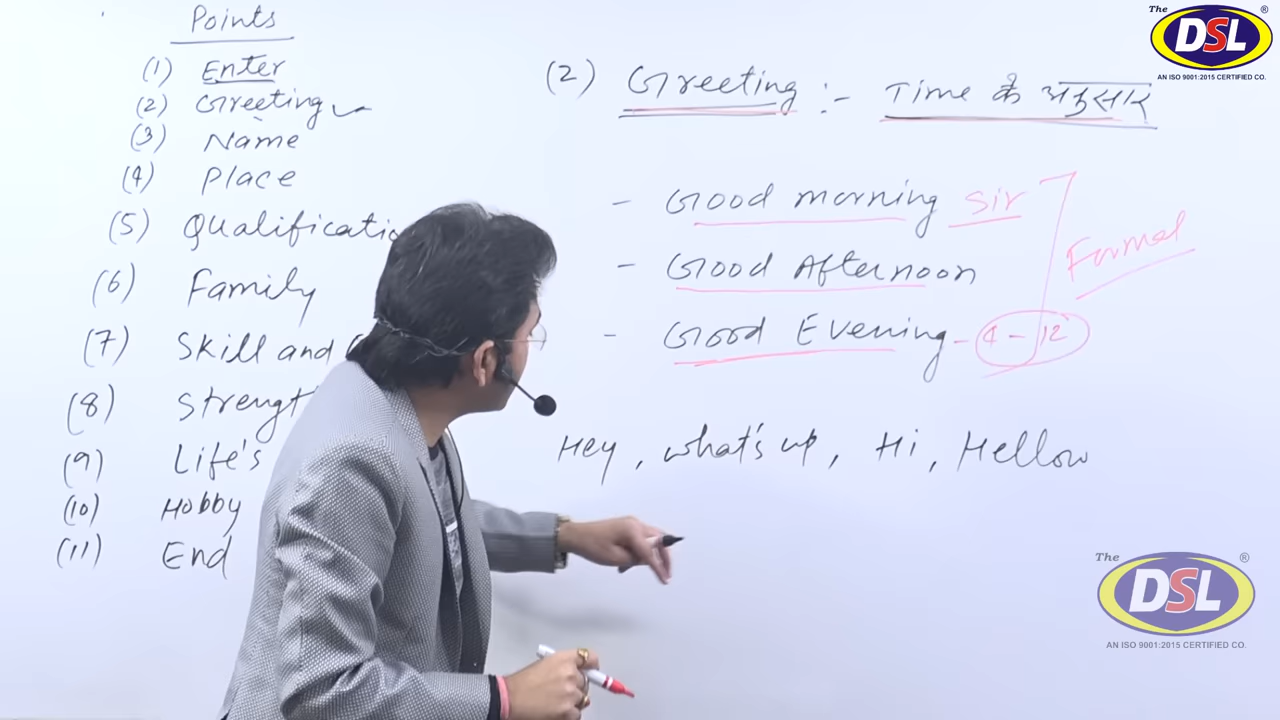 Points
(1) Enter
(2) Greeting
(3) Name
(4) Place
(5) Qualificatio
(6) Family
(7) Skill and
(8) Strengt
(9) Life's
(10) Hobby
(11) End
(2) Greeting :- Time के अनुसार
- Good morning Sir
- Good Afternoon
- Good Evening - 4 - 12
Formal
Hey, what's up, Hi, Hellow
The DSL ®
AN ISO 9001:2015 CERTIFIED CO.
The DSL ®
AN ISO 9001:2015 CERTIFIED CO.